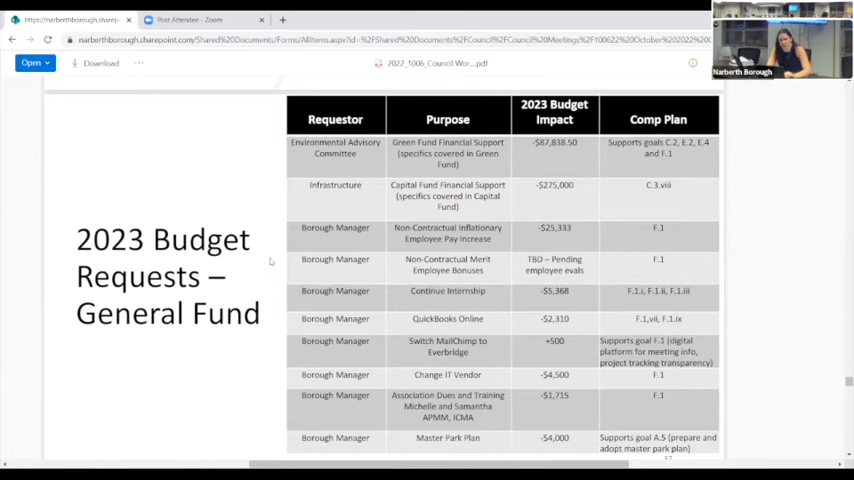 https://narberthborough.sharep
Post Attendee - Zoom
narberthborough.sharepoint.com/Shared%20Documents/Forms/AllItems.aspx?id=%2FShared%20Documents%2FCouncil%2FCouncil%20Meetings%2F100622%20October%202022%20C
Open
Download
2022_1006_Council Wor...pdf
Narberth Borough
2023 Budget
Requests –
General Fund
Requestor Purpose 2023 Budget Impact Comp Plan
Environmental Advisory Committee Green Fund Financial Support (specifics covered in Green Fund) -$87,838.50 Supports goals C.2, E.2, E.4 and F.1
Infrastructure Capital Fund Financial Support (specifics covered in Capital Fund) -$275,000 C.3.viii
Borough Manager Non-Contractual Inflationary Employee Pay Increase -$25,333 F.1
Borough Manager Non-Contractual Merit Employee Bonuses TBD – Pending employee evals F.1
Borough Manager Continue Internship -$5,368 F.1.i, F.1.ii, F.1.iii
Borough Manager QuickBooks Online -$2,310 F.1,vii, F.1.ix
Borough Manager Switch MailChimp to Everbridge +500 Supports goal F.1 (digital platform for meeting info, project tracking transparency)
Borough Manager Change IT Vendor -$4,500 F.1
Borough Manager Association Dues and Training Michelle and Samantha APMM, ICMA -$1,715 F.1
Borough Manager Master Park Plan -$4,000 Supports goal A.5 (prepare and adopt master park plan)